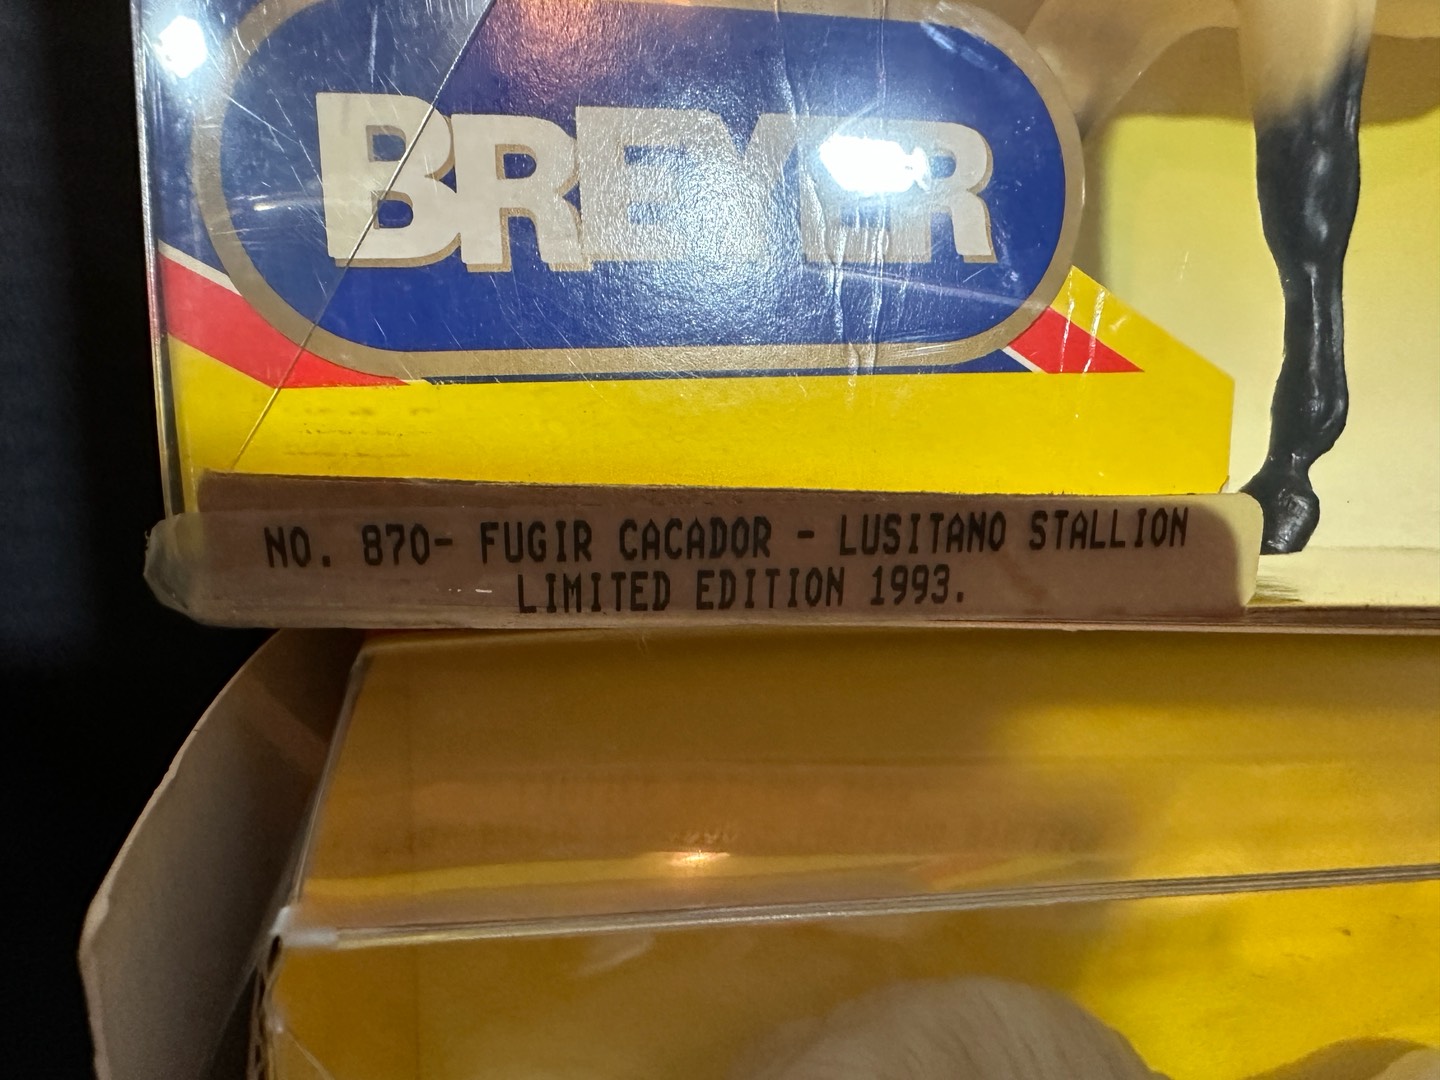 BREYER
NO. 870- FUGIR CACADOR - LUSITANO STALLION
LIMITED EDITION 1993.